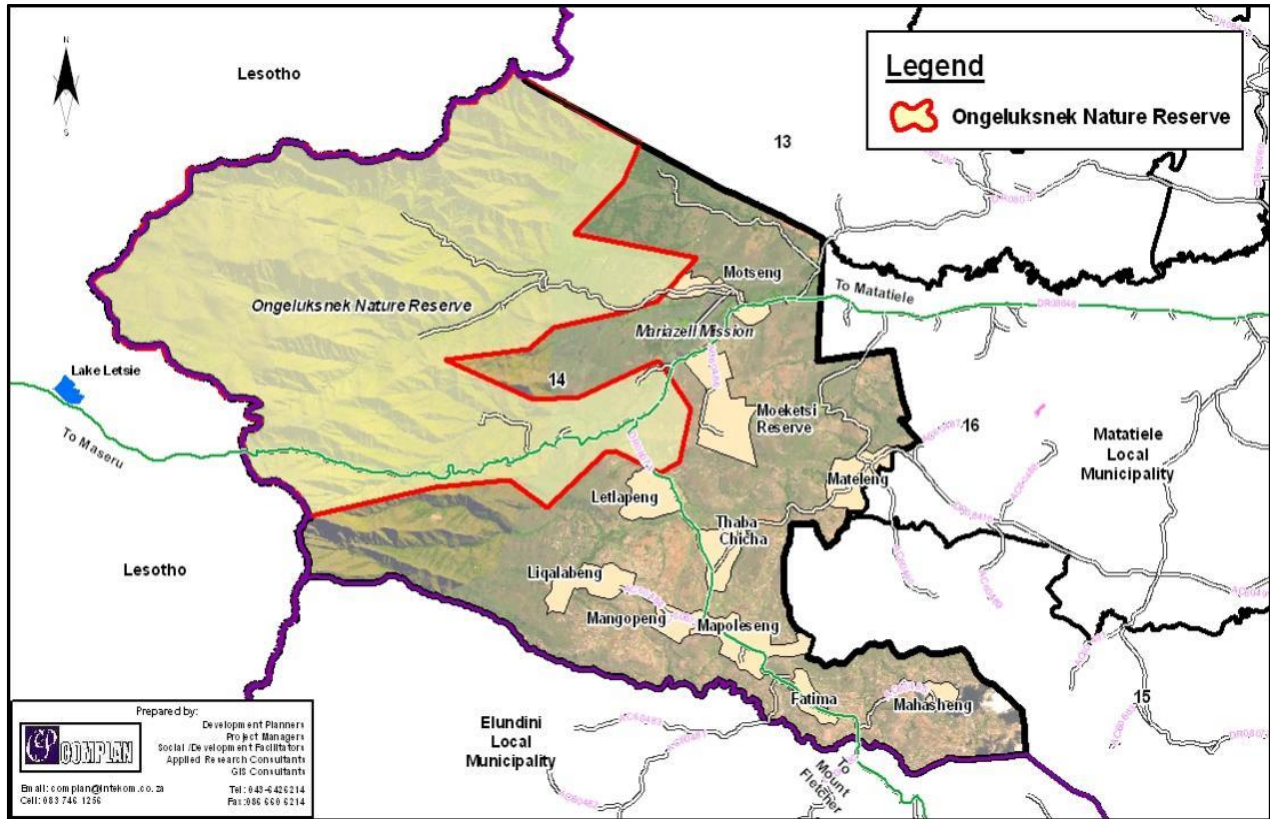 N
S
Lesotho
Legend
Ongeluksnek Nature Reserve
13
Motseng
To Matatiele
DR08646
Ongeluksnek Nature Reserve
Mariazell Mission
Lake Letsie
14
To Maseru
Moeketsi
Reserve
16
Matatiele
Local
Municipality
Letlapeng
Mateleng
Thaba
Chicha
Lesotho
Liqalabeng
Mangopeng
Mapoleseng
Fatima
Mahasheng
15
Elundini
Local
Municipality
To
Mount
Fletcher
Prepared by:
COMPLAN
Development Planners
Project Managers
Social /Development Facilitators
Applied Research Consultants
GIS Consultants
Email: complan@intekom.co.za
Cell: 083 746 1256
Tel: 043-6426214
Fax: 086 660 6214